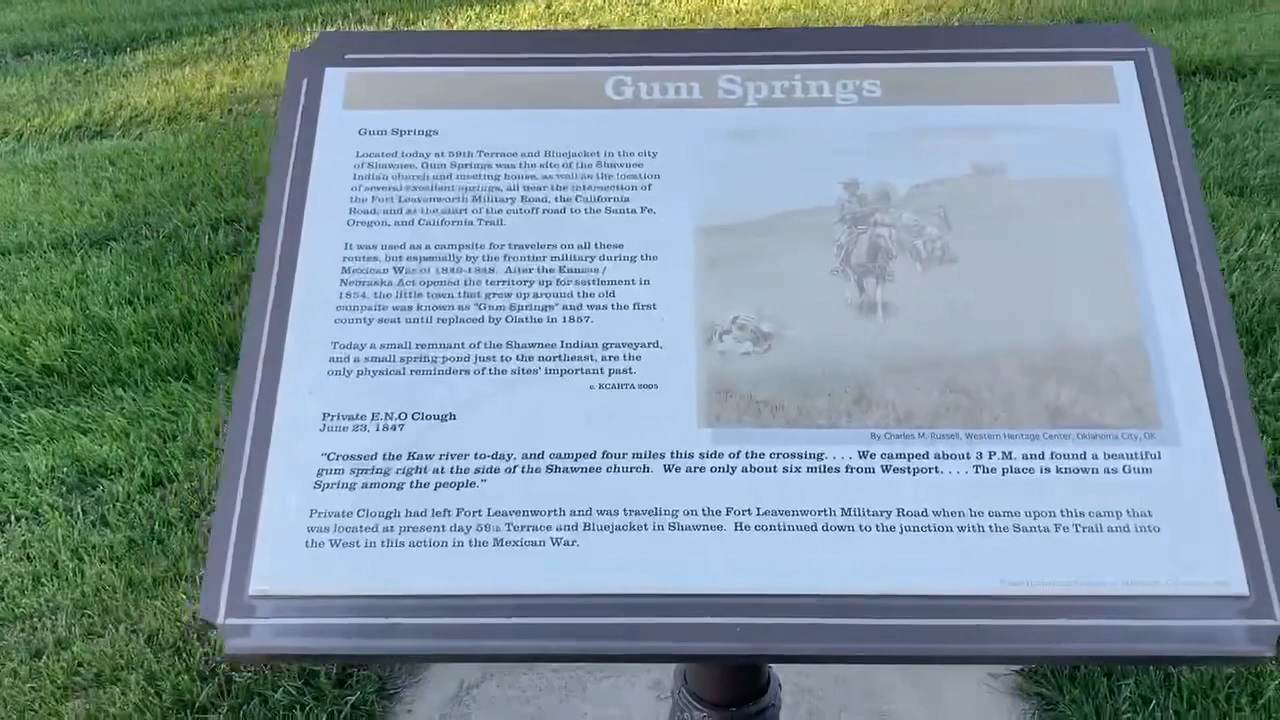 Gum Springs
Gum Springs
Located today at 59th Terrace and Bluejacket in the city
of Shawnee, Gum Springs was the site of the Shawnee
Indian church and meeting house, as well as the location
of several excellent springs, all near the intersection of
the Fort Leavenworth Military Road, the California
Road, and at the start of the cutoff road to the Santa Fe,
Oregon, and California Trail.
It was used as a campsite for travelers on all these
routes, but especially by the frontier military during the
Mexican War of 1846-1848. After the Kansas /
Nebraska Act opened the territory up for settlement in
1854, the little town that grew up around the old
campsite was known as "Gum Springs" and was the first
county seat until replaced by Olathe in 1857.
Today a small remnant of the Shawnee Indian graveyard,
and a small spring pond just to the northeast, are the
only physical reminders of the sites' important past.
c. KCAHTA 2005
By Charles M. Russell, Western Heritage Center, Oklahoma City, OK
Private E.N.O Clough
June 23, 1847
"Crossed the Kaw river to-day, and camped four miles this side of the crossing. . . . We camped about 3 P.M. and found a beautiful
gum spring right at the side of the Shawnee church. We are only about six miles from Westport. . . . The place is known as Gum
Spring among the people."
Private Clough had left Fort Leavenworth and was traveling on the Fort Leavenworth Military Road when he came upon this camp that
was located at present day 59th Terrace and Bluejacket in Shawnee. He continued down to the junction with the Santa Fe Trail and into
the West in this action in the Mexican War.